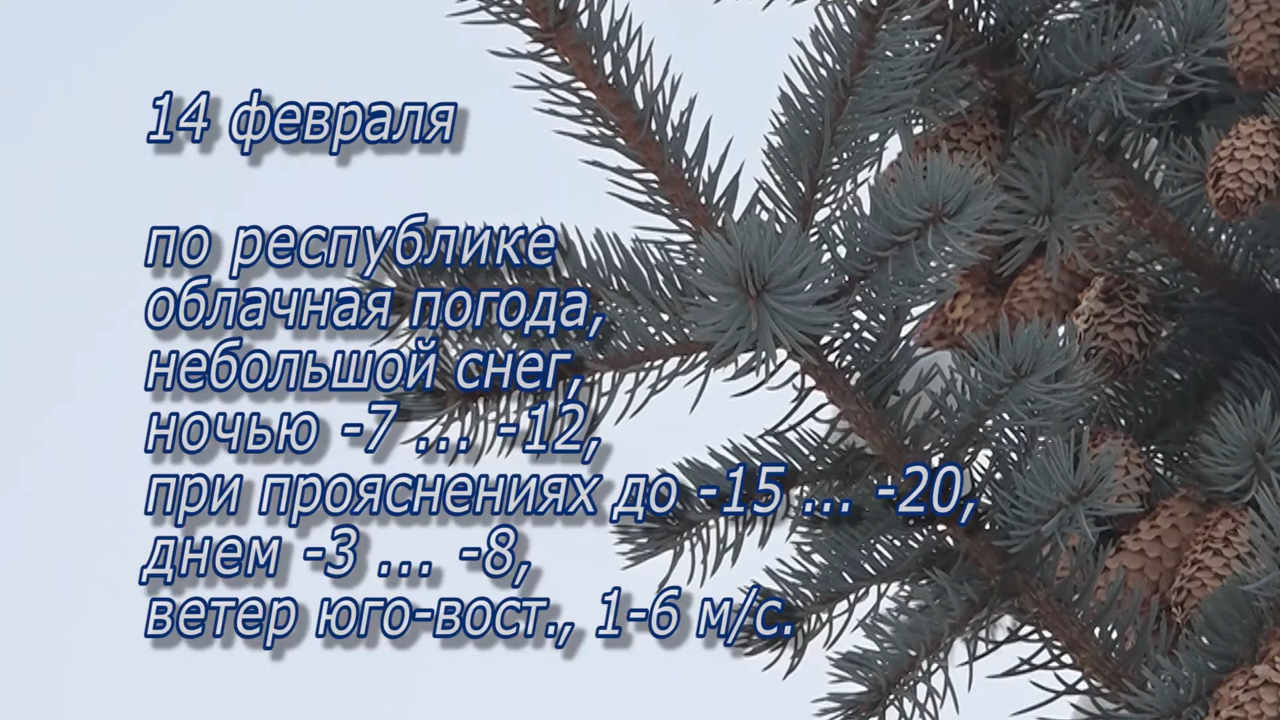 14 февраля
по республике
облачная погода,
небольшой снег,
ночью -7 ... -12,
при прояснениях до -15 ... -20,
днем -3 ... -8,
ветер юго-вост., 1-6 м/с.